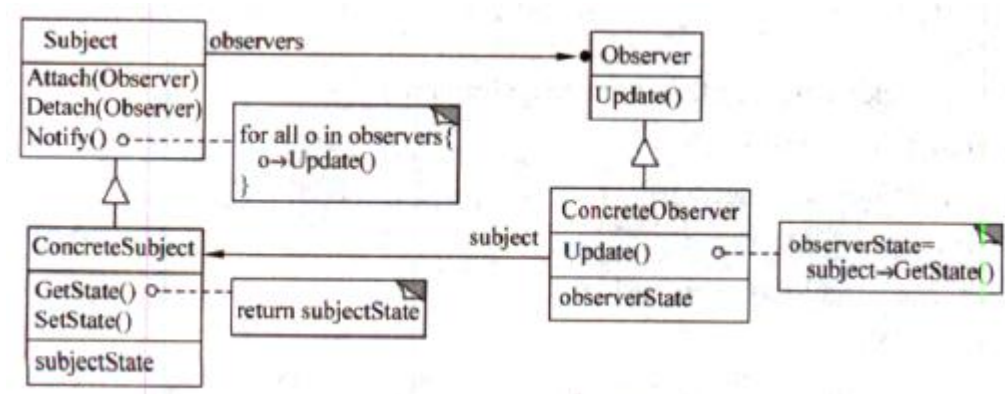 Subject
observers
Attach(Observer)
Detach(Observer)
Notify()
for all o in observers{
o→Update()
}
Observer
Update()
ConcreteSubject
GetState()
SetState()
subjectState
return subjectState
subject
ConcreteObserver
Update()
observerState
observerState=
subject→GetState()